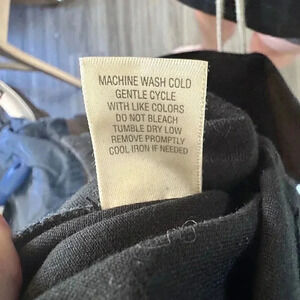 MACHINE WASH COLD
GENTLE CYCLE
WITH LIKE COLORS
DO NOT BLEACH
TUMBLE DRY LOW
REMOVE PROMPTLY
COOL IRON IF NEEDED